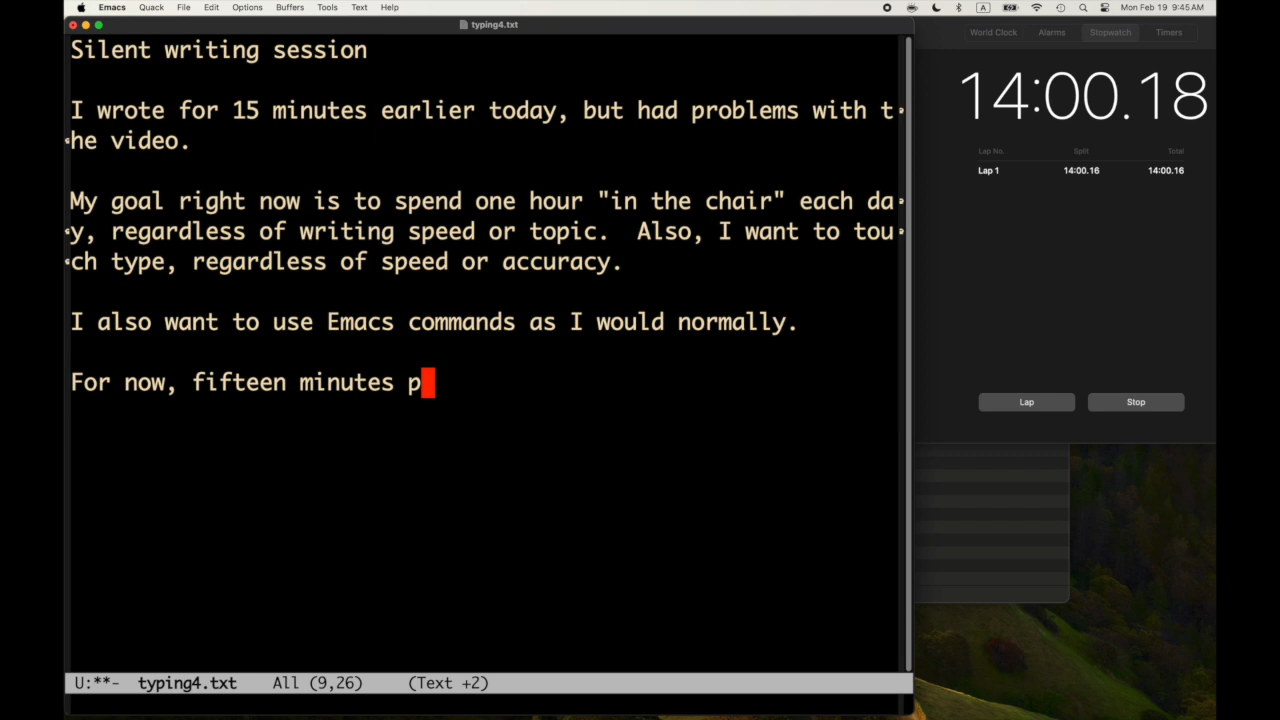 Emacs Quack File Edit Options Buffers Tools Text Help
A
Mon Feb 19 9:45 AM
typing4.txt
World Clock Alarms Stopwatch Timers
Silent writing session
I wrote for 15 minutes earlier today, but had problems with t
he video.
My goal right now is to spend one hour "in the chair" each da
y, regardless of writing speed or topic.  Also, I want to tou
ch type, regardless of speed or accuracy.
I also want to use Emacs commands as I would normally.
For now, fifteen minutes p
14:00.18
Lap No. Split Total
Lap 1 14:00.16 14:00.16
Lap Stop
U:**-  typing4.txt    All (9,26)    (Text +2)